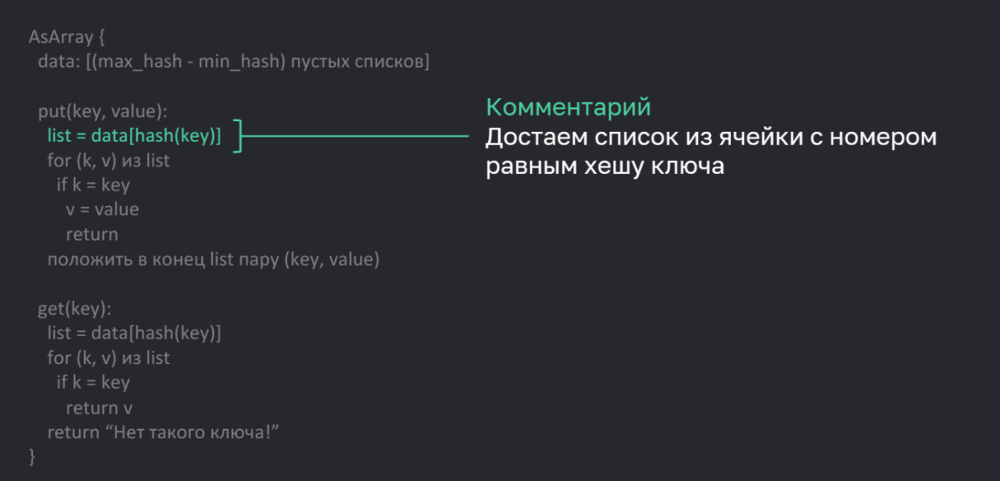 AsArray {
data: [(max_hash - min_hash) пустых списков]
put(key, value):
list = data[hash(key)]
for (k, v) из list
if k = key
v = value
return
положить в конец list пару (key, value)
get(key):
list = data[hash(key)]
for (k, v) из list
if k = key
return v
return “Нет такого ключа!”
}
Комментарий
Достаем список из ячейки с номером
равным хешу ключа